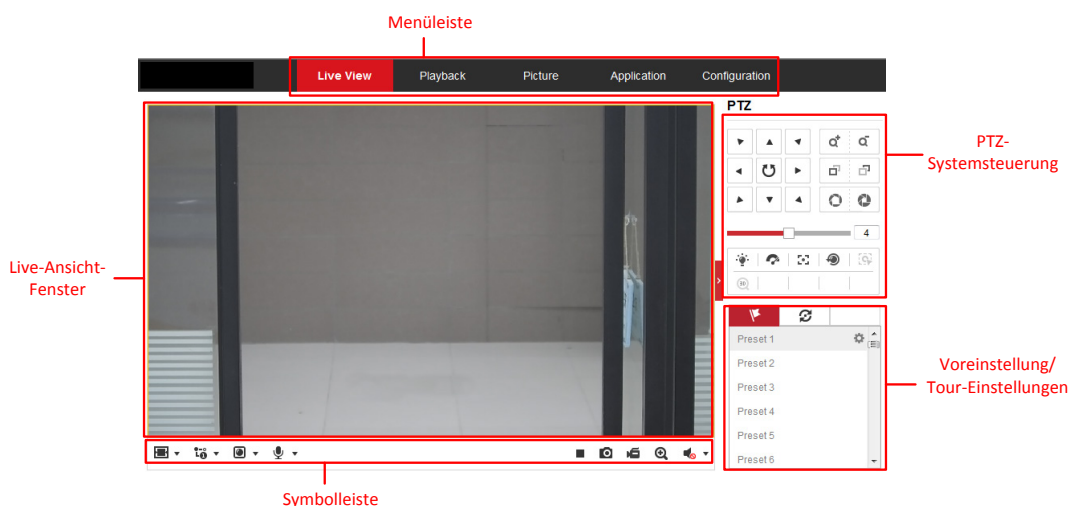 Menüleiste
Live View Playback Picture Application Configuration
PTZ
PTZ-
Systemsteuerung
4
3D
Live-Ansicht-
Fenster
Preset 1
Preset 2
Preset 3
Preset 4
Preset 5
Preset 6
Voreinstellung/
Tour-Einstellungen
Symbolleiste